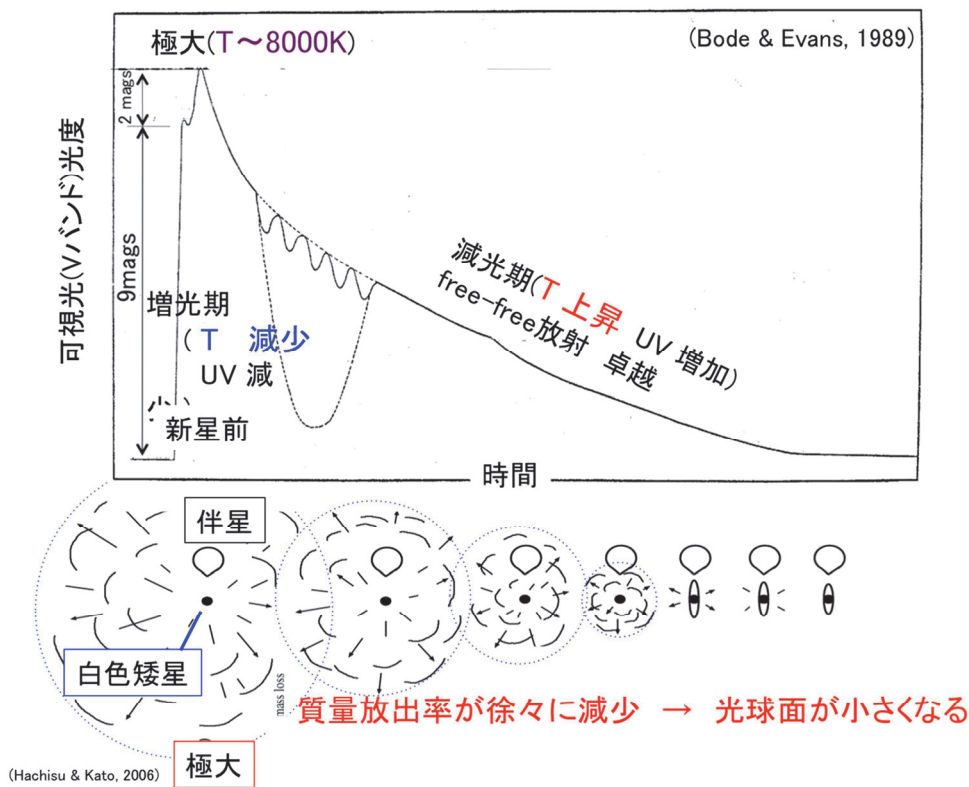 極大(T～8000K)
(Bode & Evans, 1989)
2 mags
可視光(Vバンド)光度
9mags
増光期
(T 減少
UV 減
少)
新星前
減光期(T 上昇 UV 増加)
free-free放射 卓越
時間
伴星
白色矮星
mass loss
質量放出率が徐々に減少 → 光球面が小さくなる
極大
(Hachisu & Kato, 2006)